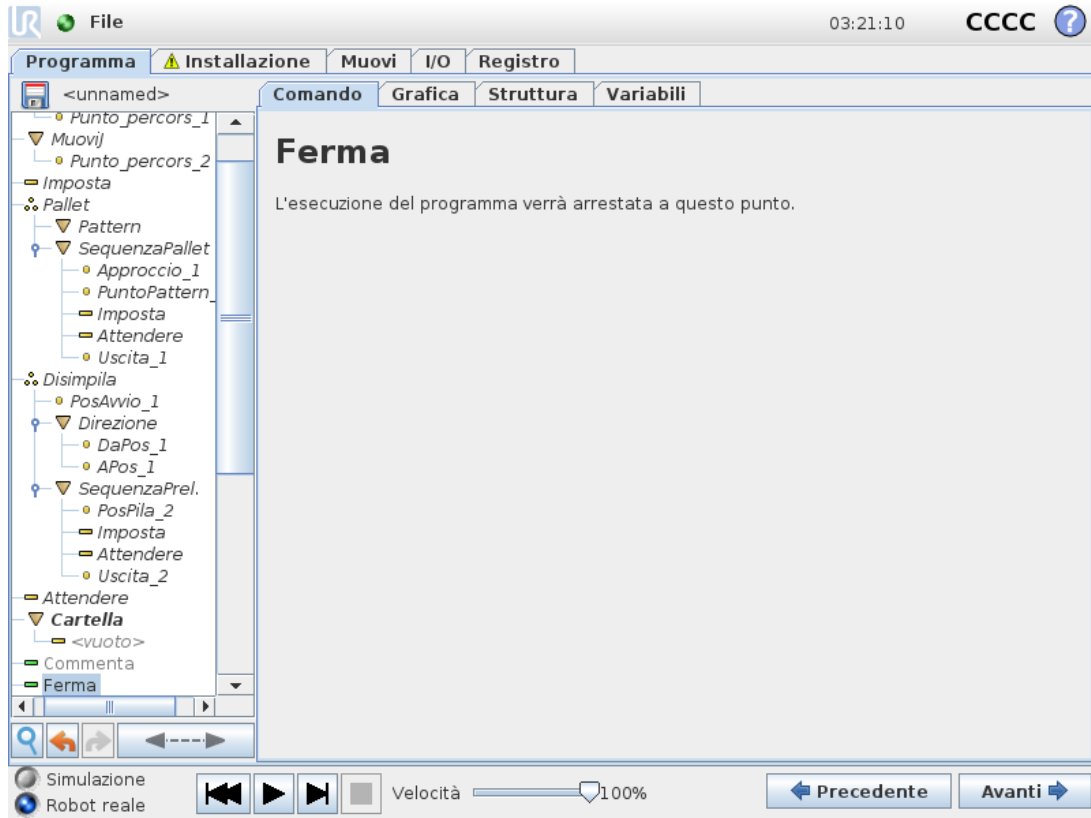 UR File 03:21:10 CCCC ?
Programma Installazione Muovi I/O Registro
<unnamed> Comando Grafica Struttura Variabili
Punto_percors_1
MuoviJ
Punto_percors_2
Imposta
Pallet
Pattern
SequenzaPallet
Approccio_1
PuntoPattern_
Imposta
Attendere
Uscita_1
Disimpila
PosAvvio_1
Direzione
DaPos_1
APos_1
SequenzaPrel.
PosPila_2
Imposta
Attendere
Uscita_2
Attendere
Cartella
<vuoto>
Commenta
Ferma
Ferma
L'esecuzione del programma verrà arrestata a questo punto.
Simulazione
Robot reale
Velocità 100% Precedente Avanti